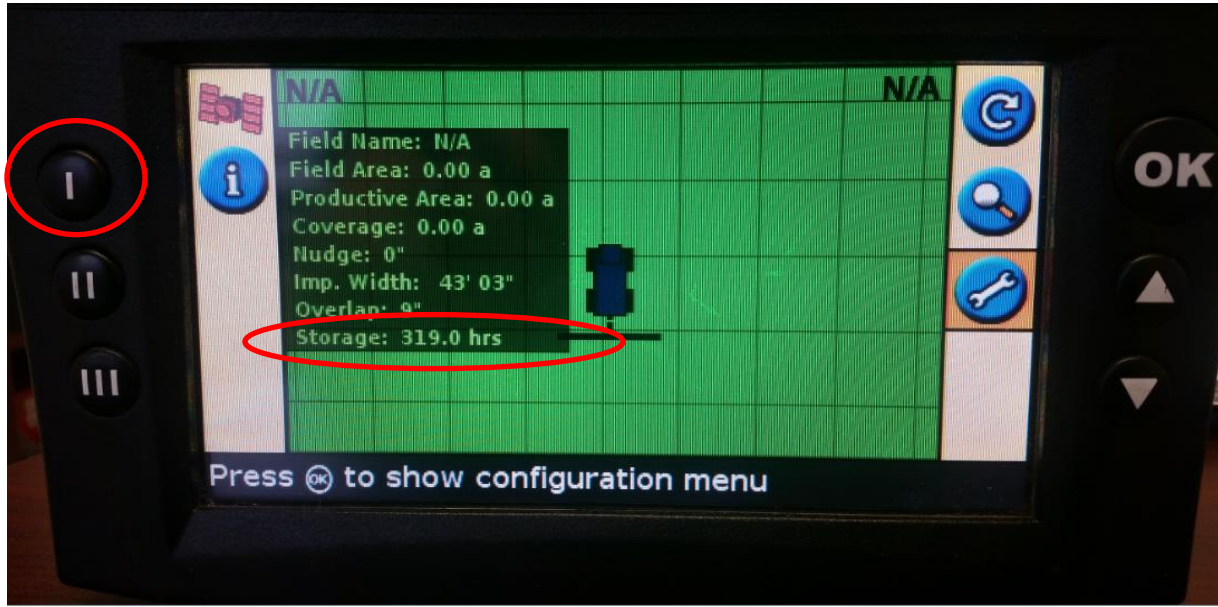 N/A
N/A
Field Name: N/A
Field Area: 0.00 a
Productive Area: 0.00 a
Coverage: 0.00 a
Nudge: 0"
Imp. Width: 43' 03"
Overlap: 9"
Storage: 319.0 hrs
Press OK to show configuration menu
I
II
III
i
OK